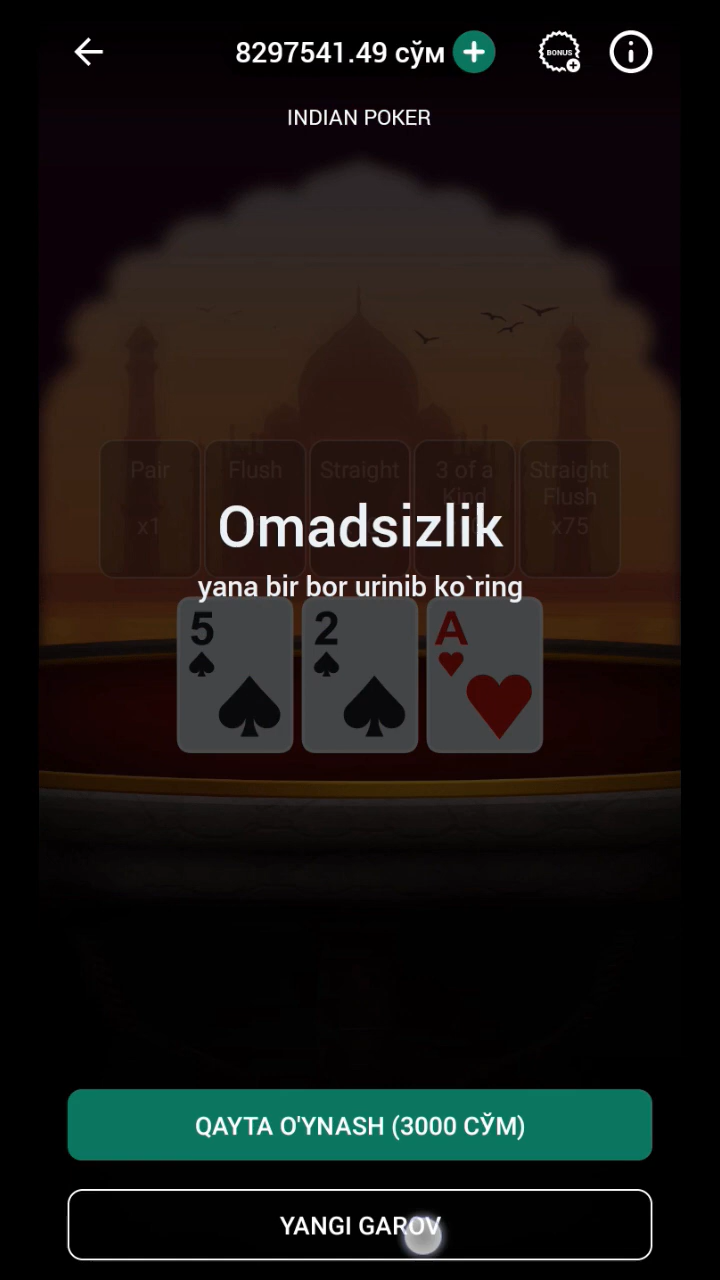 8297541.49 сўм
BONUS
INDIAN POKER
Pair
Flush
Straight
3 of a
Straight
Kind
Flush
x1
x75
Omadsizlik
yana bir bor urinib ko`ring
5
2
A
QAYTA O'YNASH (3000 СЎМ)
YANGI GAROV